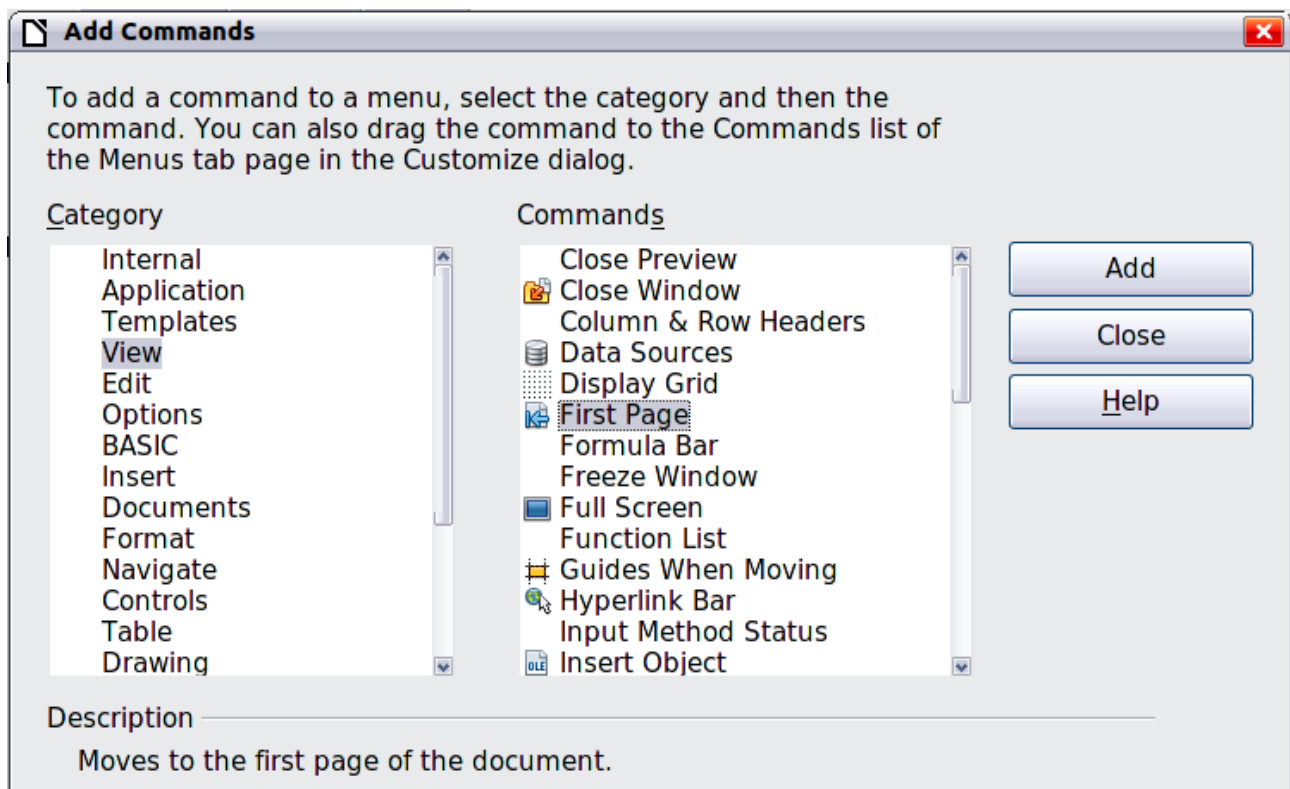 Add Commands
To add a command to a menu, select the category and then the
command. You can also drag the command to the Commands list of
the Menus tab page in the Customize dialog.
Category
Internal
Application
Templates
View
Edit
Options
BASIC
Insert
Documents
Format
Navigate
Controls
Table
Drawing
Commands
Close Preview
Close Window
Column & Row Headers
Data Sources
Display Grid
First Page
Formula Bar
Freeze Window
Full Screen
Function List
Guides When Moving
Hyperlink Bar
Input Method Status
OLE Insert Object
Add
Close
Help
Description
Moves to the first page of the document.